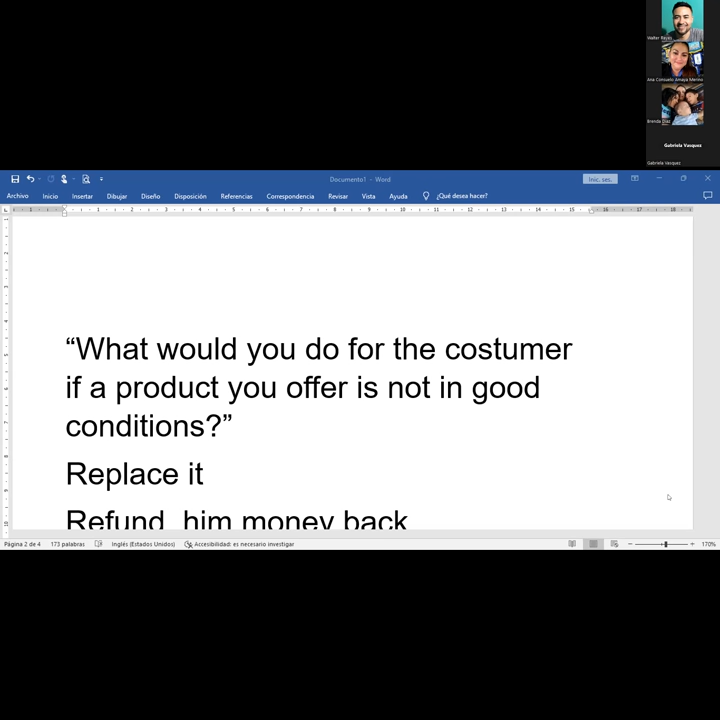 Walter Reyes
Ana Consuelo Amaya Merino
Brenda Diaz
Gabriela Vasquez
Gabriela Vasquez
Documento1 - Word
Inic. ses.
Archivo Inicio Insertar Dibujar Diseño Disposición Referencias Correspondencia Revisar Vista Ayuda ¿Qué desea hacer?
“What would you do for the costumer
if a product you offer is not in good
conditions?”
Replace it
Refund him money back
Página 2 de 4 173 palabras Inglés (Estados Unidos) Accesibilidad: es necesario investigar 170%